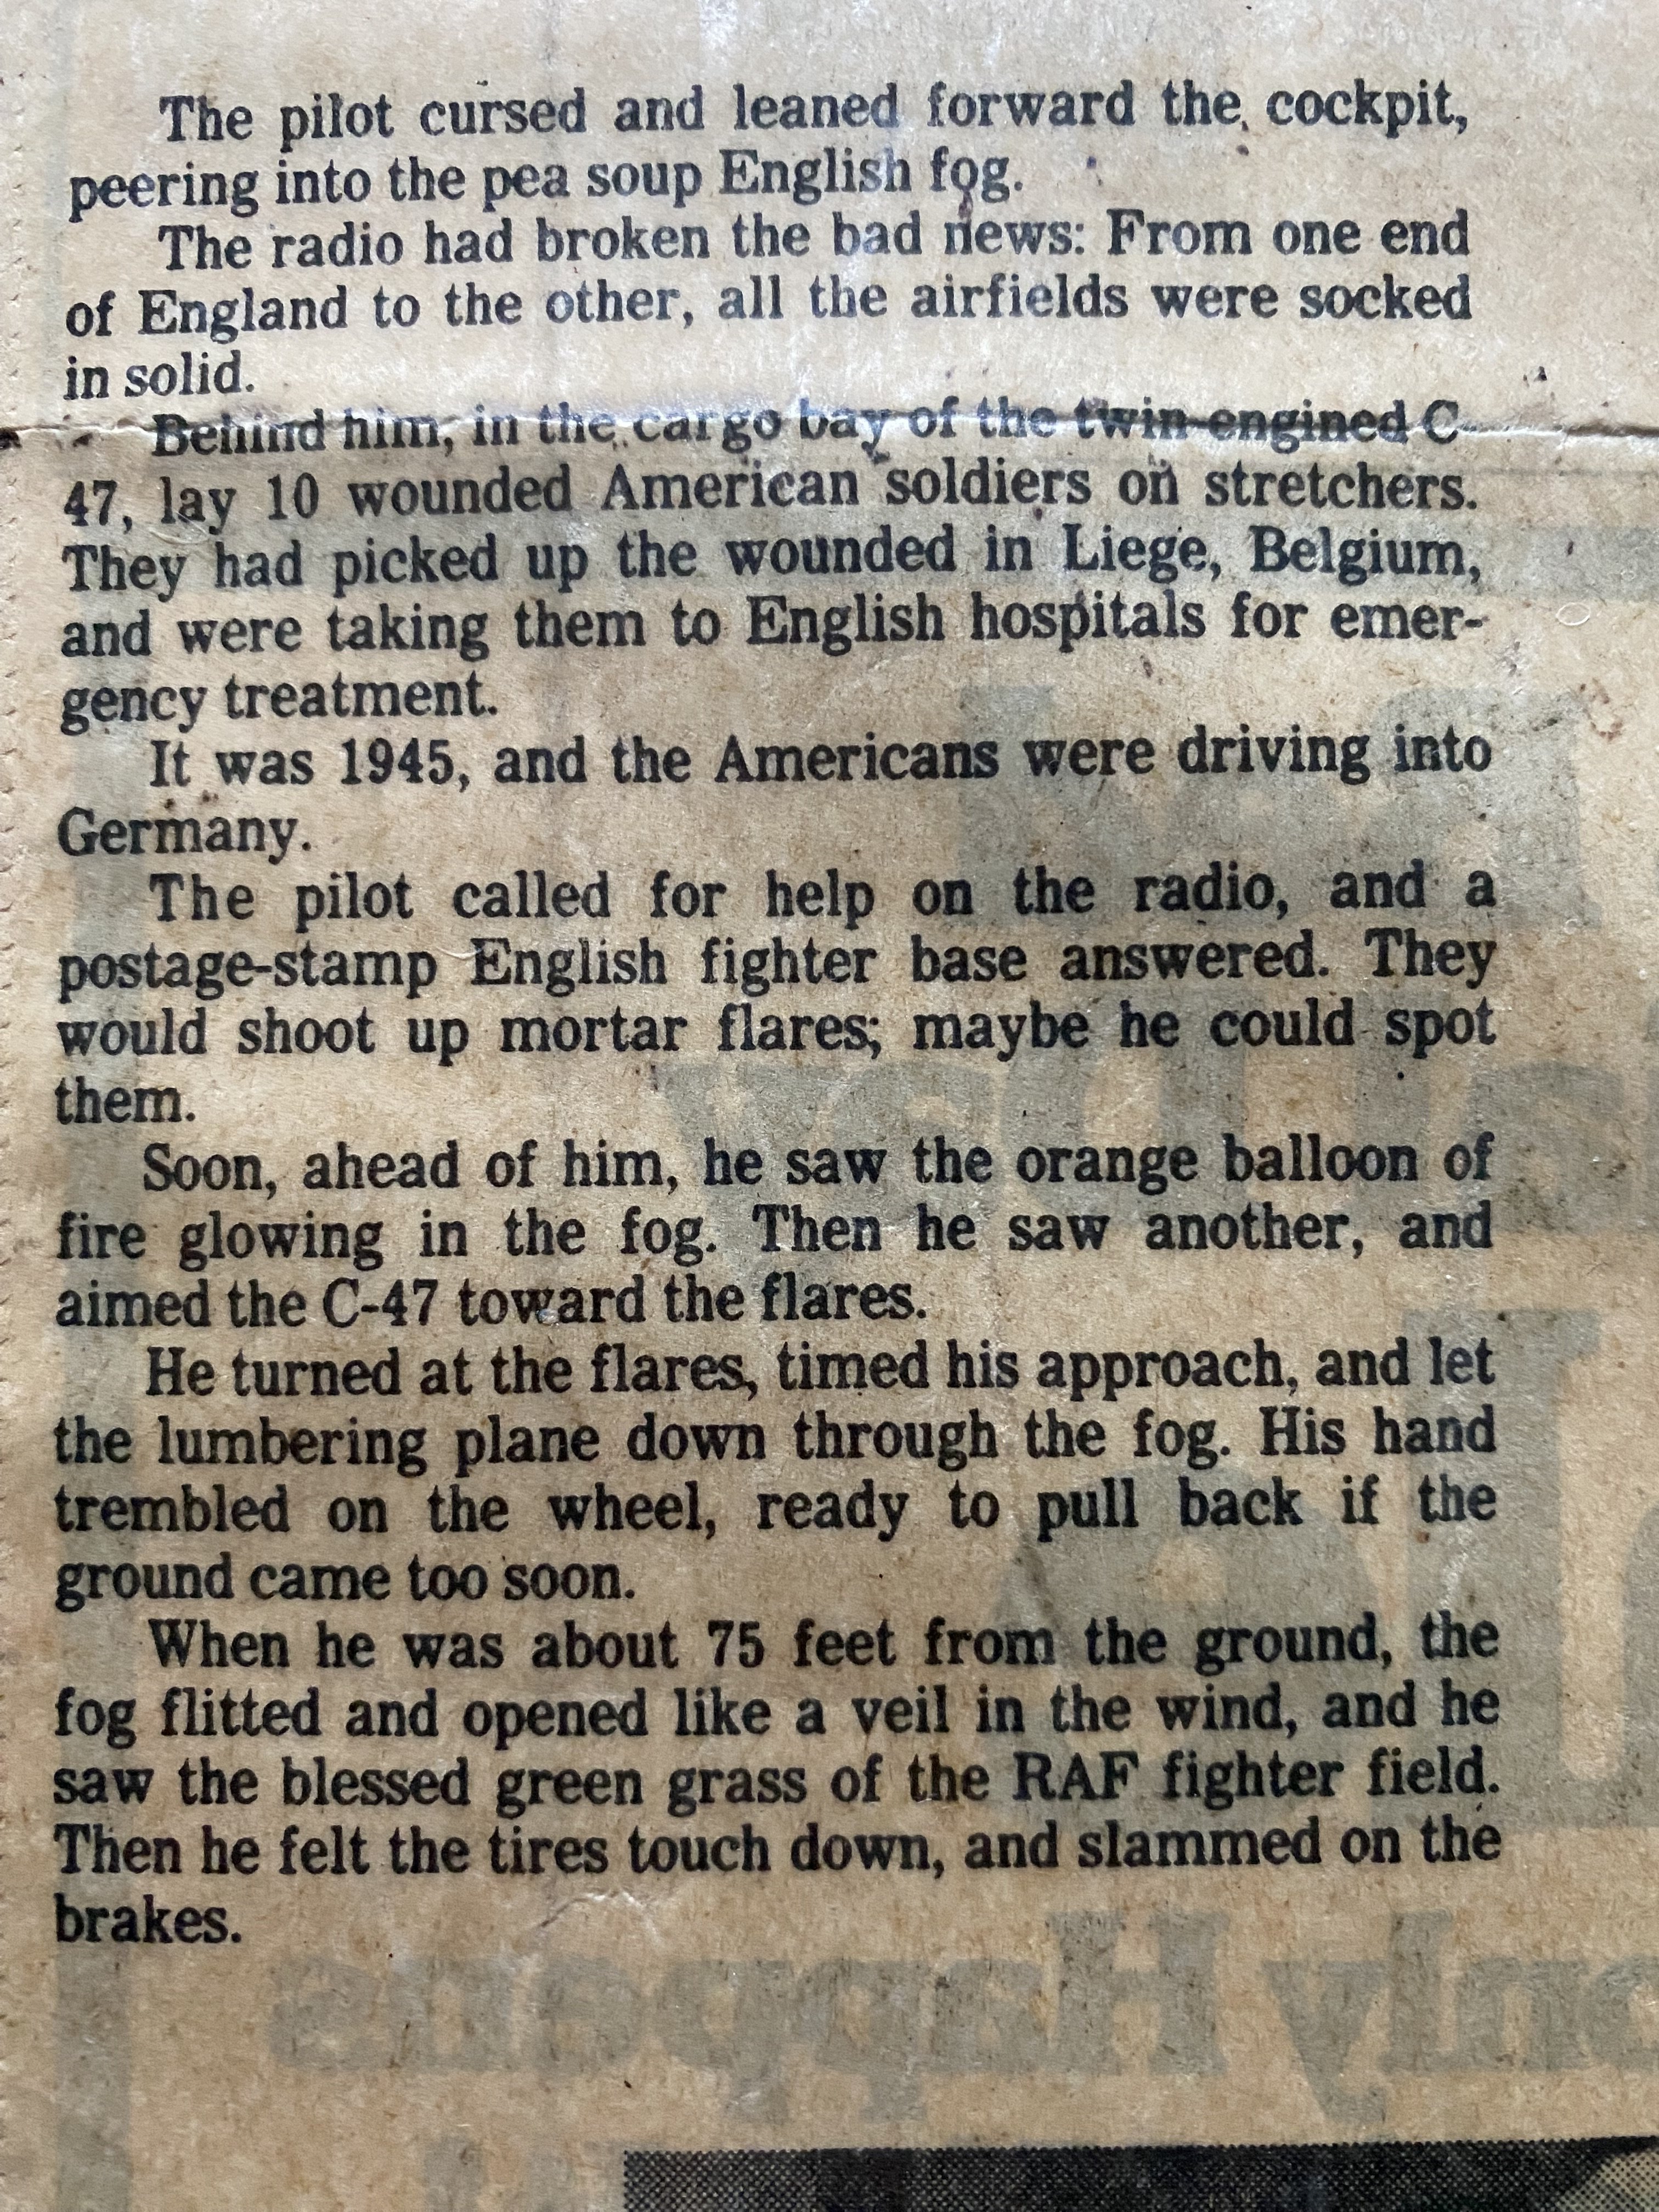 The pilot cursed and leaned forward the cockpit,
peering into the pea soup English fog.
The radio had broken the bad news: From one end
of England to the other, all the airfields were socked
in solid.
Behind him, in the cargo bay of the twin-engined C-
47, lay 10 wounded American soldiers on stretchers.
They had picked up the wounded in Liege, Belgium,
and were taking them to English hospitals for emer-
gency treatment.
It was 1945, and the Americans were driving into
Germany.
The pilot called for help on the radio, and a
postage-stamp English fighter base answered. They
would shoot up mortar flares; maybe he could spot
them.
Soon, ahead of him, he saw the orange balloon of
fire glowing in the fog. Then he saw another, and
aimed the C-47 toward the flares.
He turned at the flares, timed his approach, and let
the lumbering plane down through the fog. His hand
trembled on the wheel, ready to pull back if the
ground came too soon.
When he was about 75 feet from the ground, the
fog flitted and opened like a veil in the wind, and he
saw the blessed green grass of the RAF fighter field.
Then he felt the tires touch down, and slammed on the
brakes.